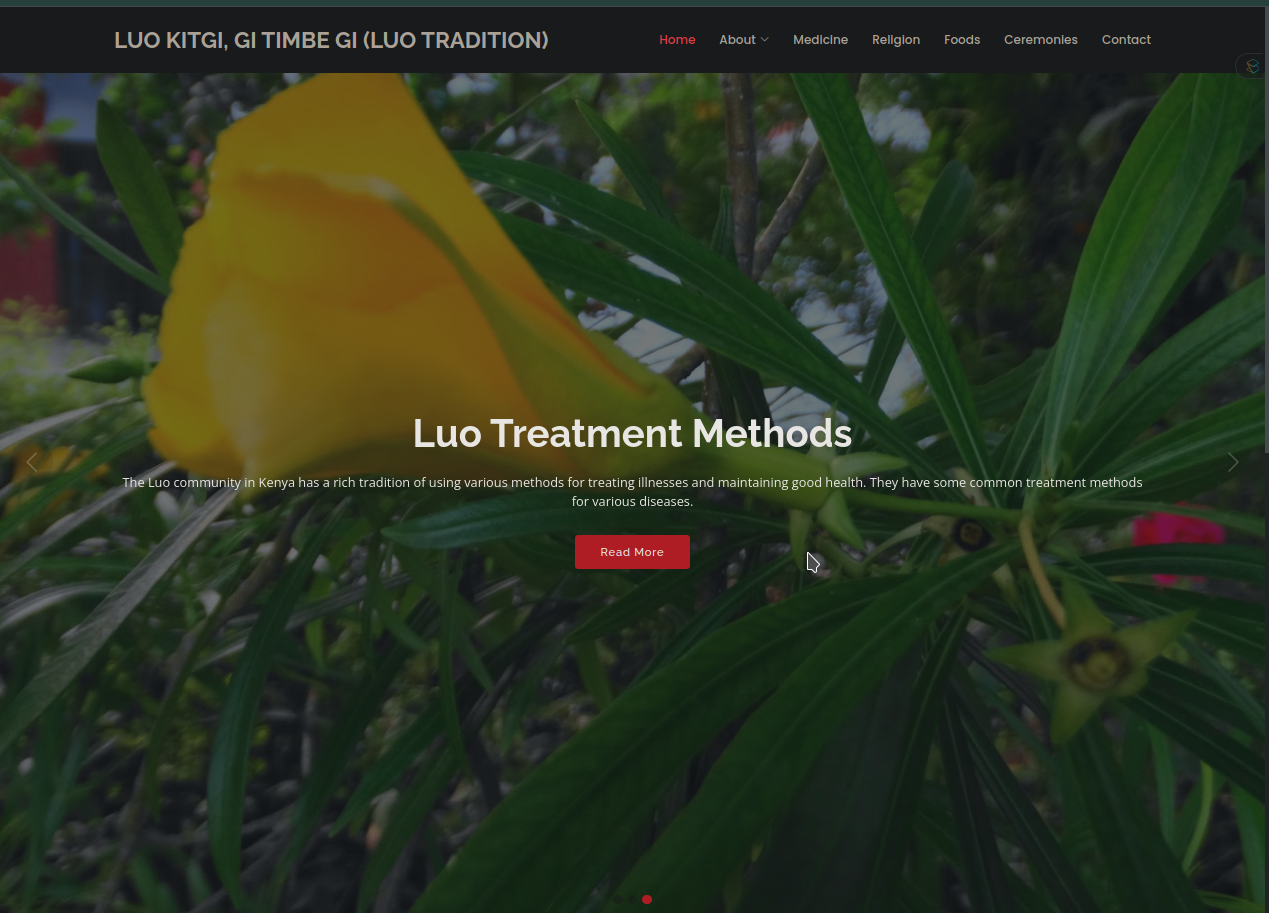 LUO KITGI, GI TIMBE GI (LUO TRADITION)
Home About Medicine Religion Foods Ceremonies Contact
Luo Treatment Methods
The Luo community in Kenya has a rich tradition of using various methods for treating illnesses and maintaining good health. They have some common treatment methods
for various diseases.
Read More